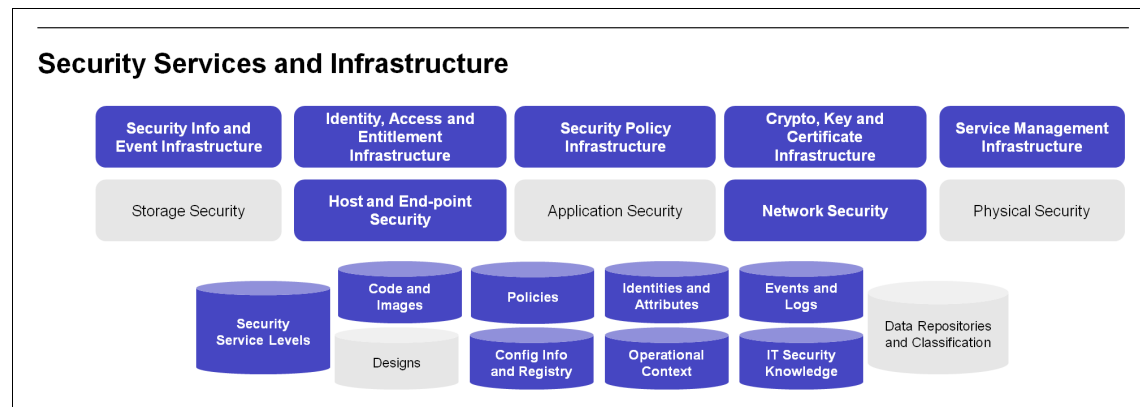 Security Services and Infrastructure
Security Info and
Event Infrastructure
Identity, Access and
Entitlement
Infrastructure
Security Policy
Infrastructure
Crypto, Key and
Certificate
Infrastructure
Service Management
Infrastructure
Storage Security
Host and End-point
Security
Application Security
Network Security
Physical Security
Security
Service Levels
Code and
Images
Policies
Identities and
Attributes
Events and
Logs
Data Repositories
and Classification
Designs
Config Info
and Registry
Operational
Context
IT Security
Knowledge